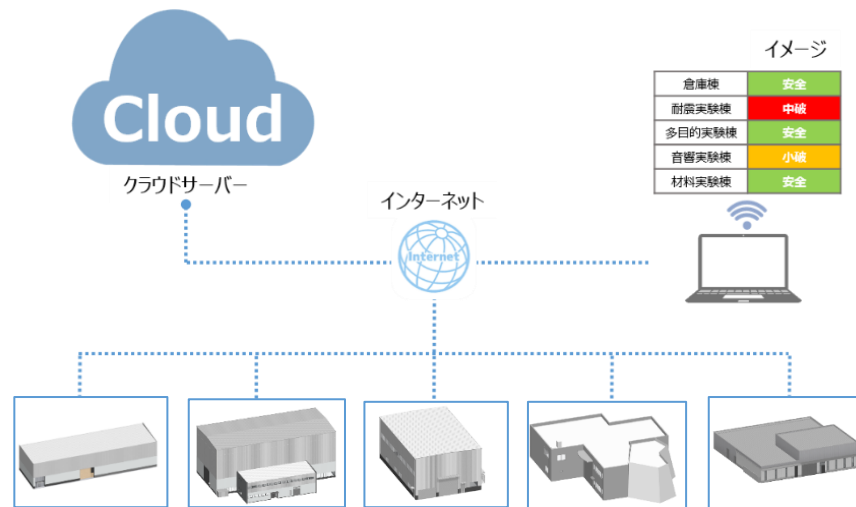 イメージ
Cloud
クラウドサーバー
倉庫棟 安全
耐震実験棟 中破
多目的実験棟 安全
音響実験棟 小破
材料実験棟 安全
インターネット
Internet